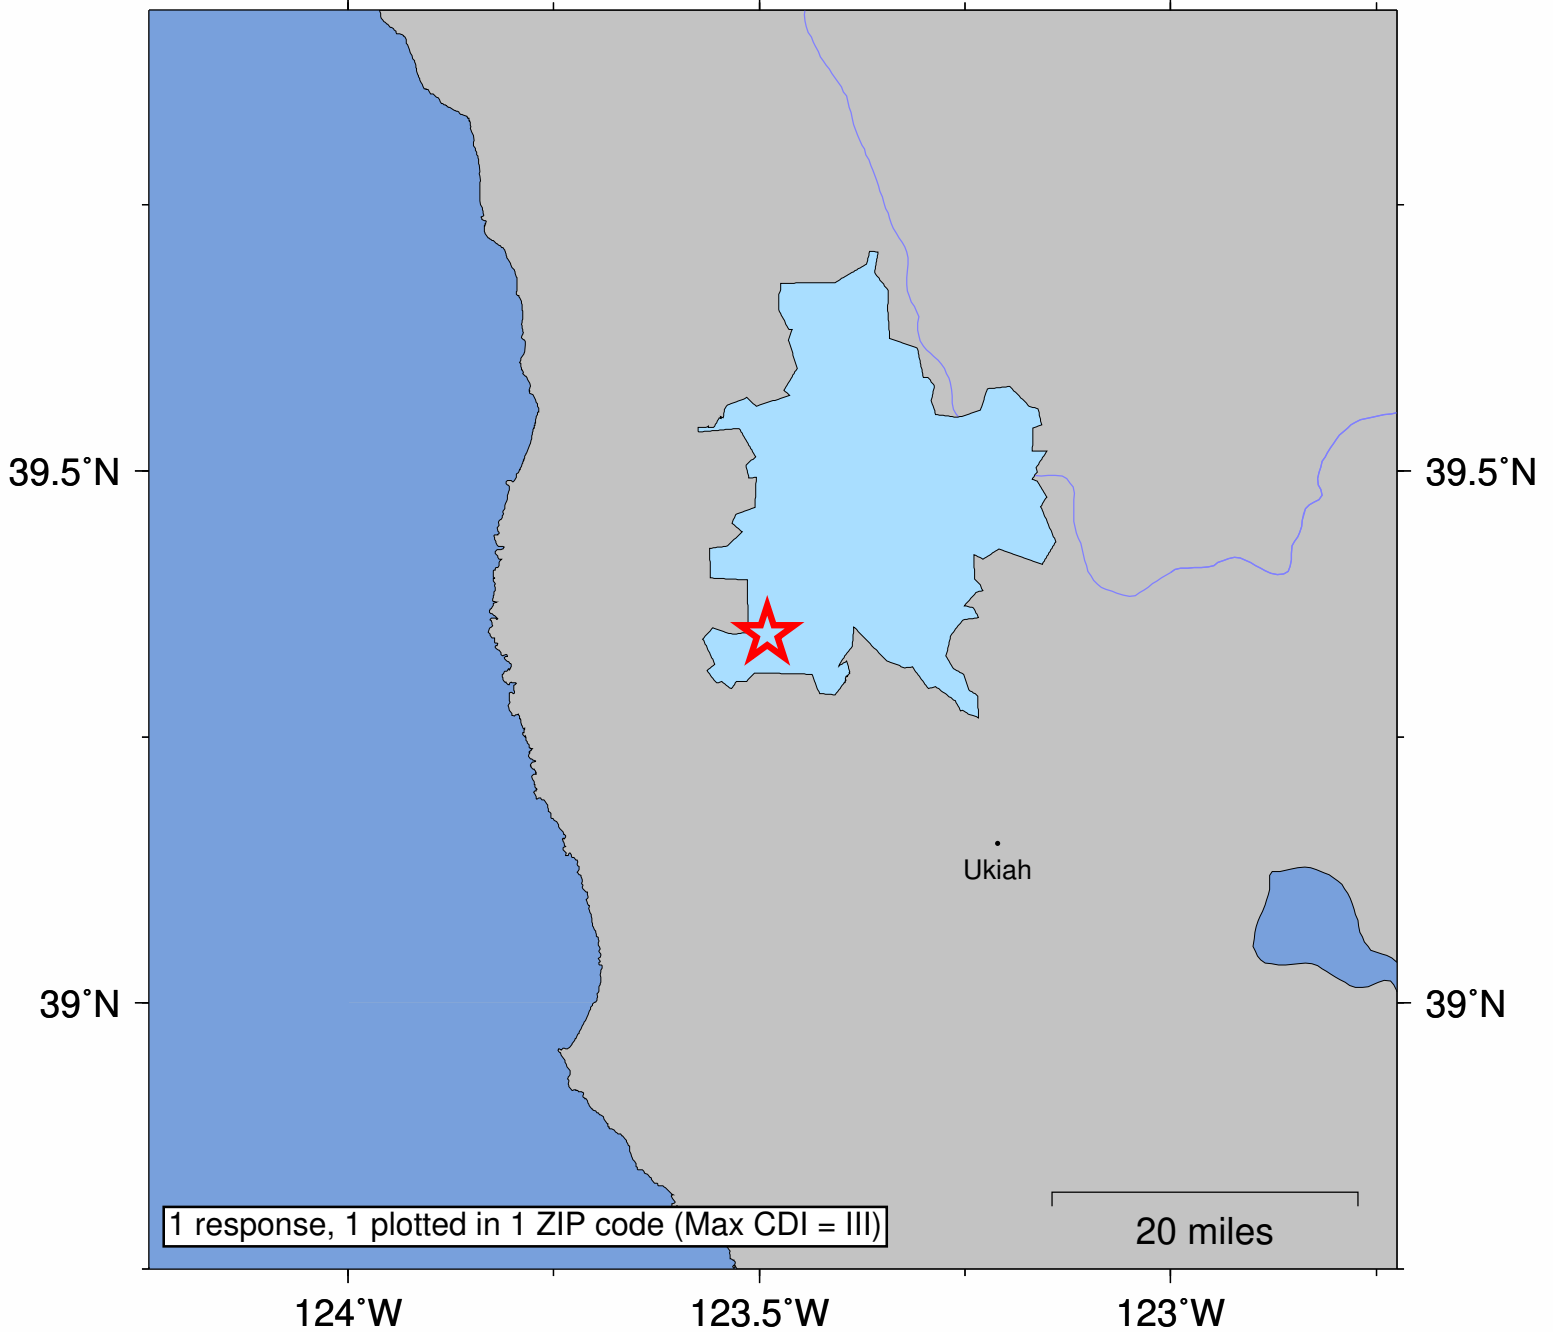 39.5˚N
39.5˚N
Ukiah
39˚N
39˚N
1 response, 1 plotted in 1 ZIP code (Max CDI = III)
20 miles
124˚W
123.5˚W
123˚W